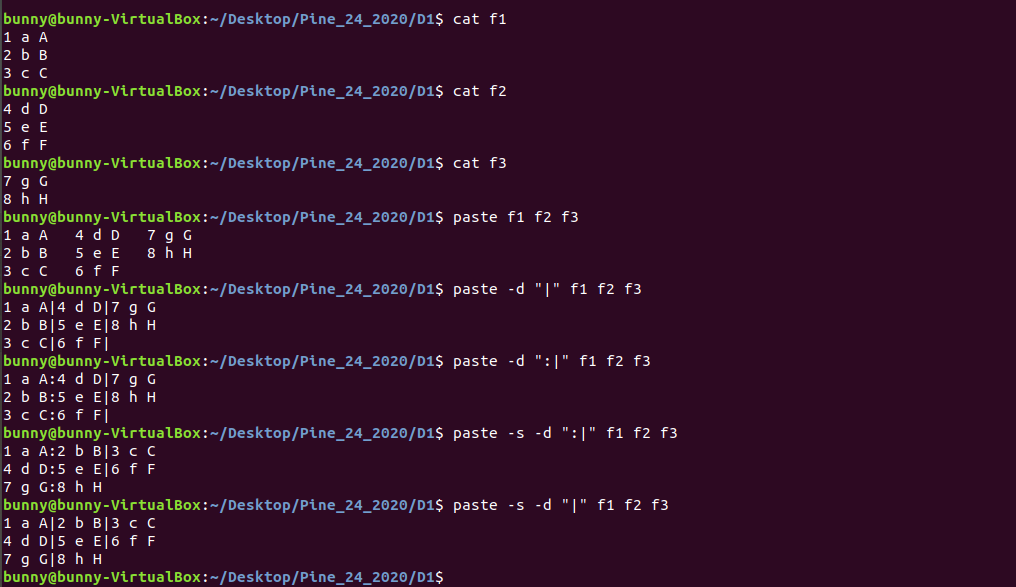 bunny@bunny-VirtualBox:~/Desktop/Pine_24_2020/D1$ cat f1
1 a A
2 b B
3 c C
bunny@bunny-VirtualBox:~/Desktop/Pine_24_2020/D1$ cat f2
4 d D
5 e E
6 f F
bunny@bunny-VirtualBox:~/Desktop/Pine_24_2020/D1$ cat f3
7 g G
8 h H
bunny@bunny-VirtualBox:~/Desktop/Pine_24_2020/D1$ paste f1 f2 f3
1 a A   4 d D   7 g G
2 b B   5 e E   8 h H
3 c C   6 f F
bunny@bunny-VirtualBox:~/Desktop/Pine_24_2020/D1$ paste -d "|" f1 f2 f3
1 a A|4 d D|7 g G
2 b B|5 e E|8 h H
3 c C|6 f F|
bunny@bunny-VirtualBox:~/Desktop/Pine_24_2020/D1$ paste -d ":|" f1 f2 f3
1 a A:4 d D|7 g G
2 b B:5 e E|8 h H
3 c C:6 f F|
bunny@bunny-VirtualBox:~/Desktop/Pine_24_2020/D1$ paste -s -d ":|" f1 f2 f3
1 a A:2 b B|3 c C
4 d D:5 e E|6 f F
7 g G:8 h H
bunny@bunny-VirtualBox:~/Desktop/Pine_24_2020/D1$ paste -s -d "|" f1 f2 f3
1 a A|2 b B|3 c C
4 d D|5 e E|6 f F
7 g G|8 h H
bunny@bunny-VirtualBox:~/Desktop/Pine_24_2020/D1$